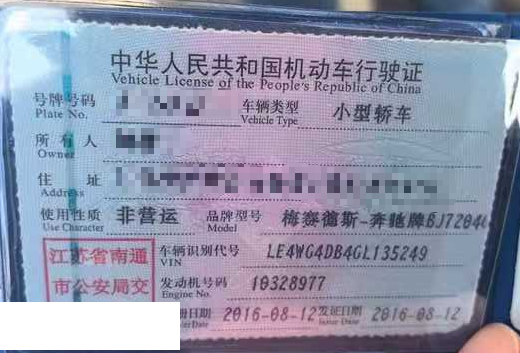 中华人民共和国机动车行驶证
Vehicle License of the People's Republic of China
号牌号码 车辆类型 小型轿车
Plate No. Vehicle Type
所有人
Owner
住址
Address
使用性质 非营运 品牌型号 梅赛德斯-奔驰牌BJ7204
Use Character Model
江苏省南通 车辆识别代号 LE4WG4DB4GL135249
VIN
市公安局交 发动机号码 10328977
Engine No.
册日期 2016-08-12 发证日期 2016-08-12
ster Date Issue Date